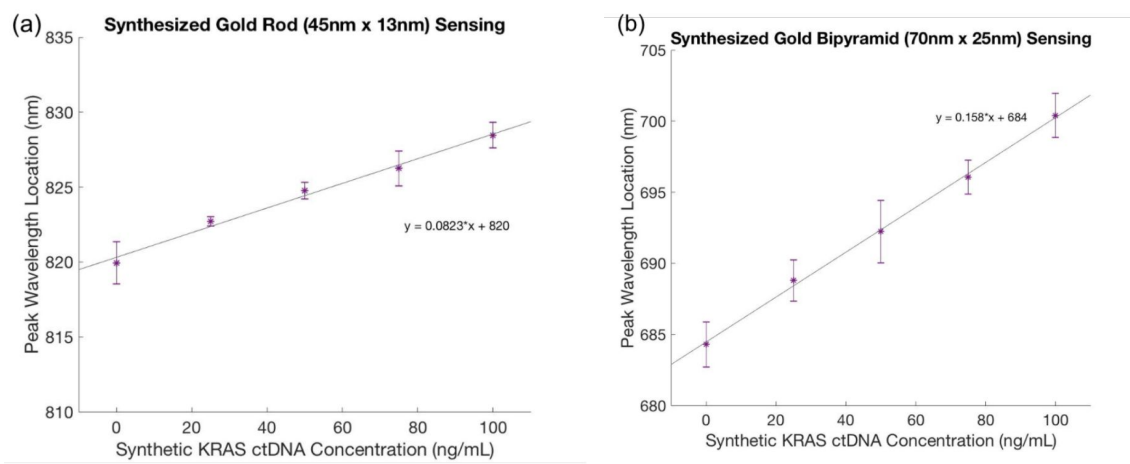 (a)
Synthesized Gold Rod (45nm x 13nm) Sensing
835
830
825
820
815
810
Peak Wavelength Location (nm)
y = 0.0823*x + 820
0 20 40 60 80 100
Synthetic KRAS ctDNA Concentration (ng/mL)
(b)
Synthesized Gold Bipyramid (70nm x 25nm) Sensing
705
700
695
690
685
680
Peak Wavelength Location (nm)
y = 0.158*x + 684
0 20 40 60 80 100
Synthetic KRAS ctDNA Concentration (ng/mL)